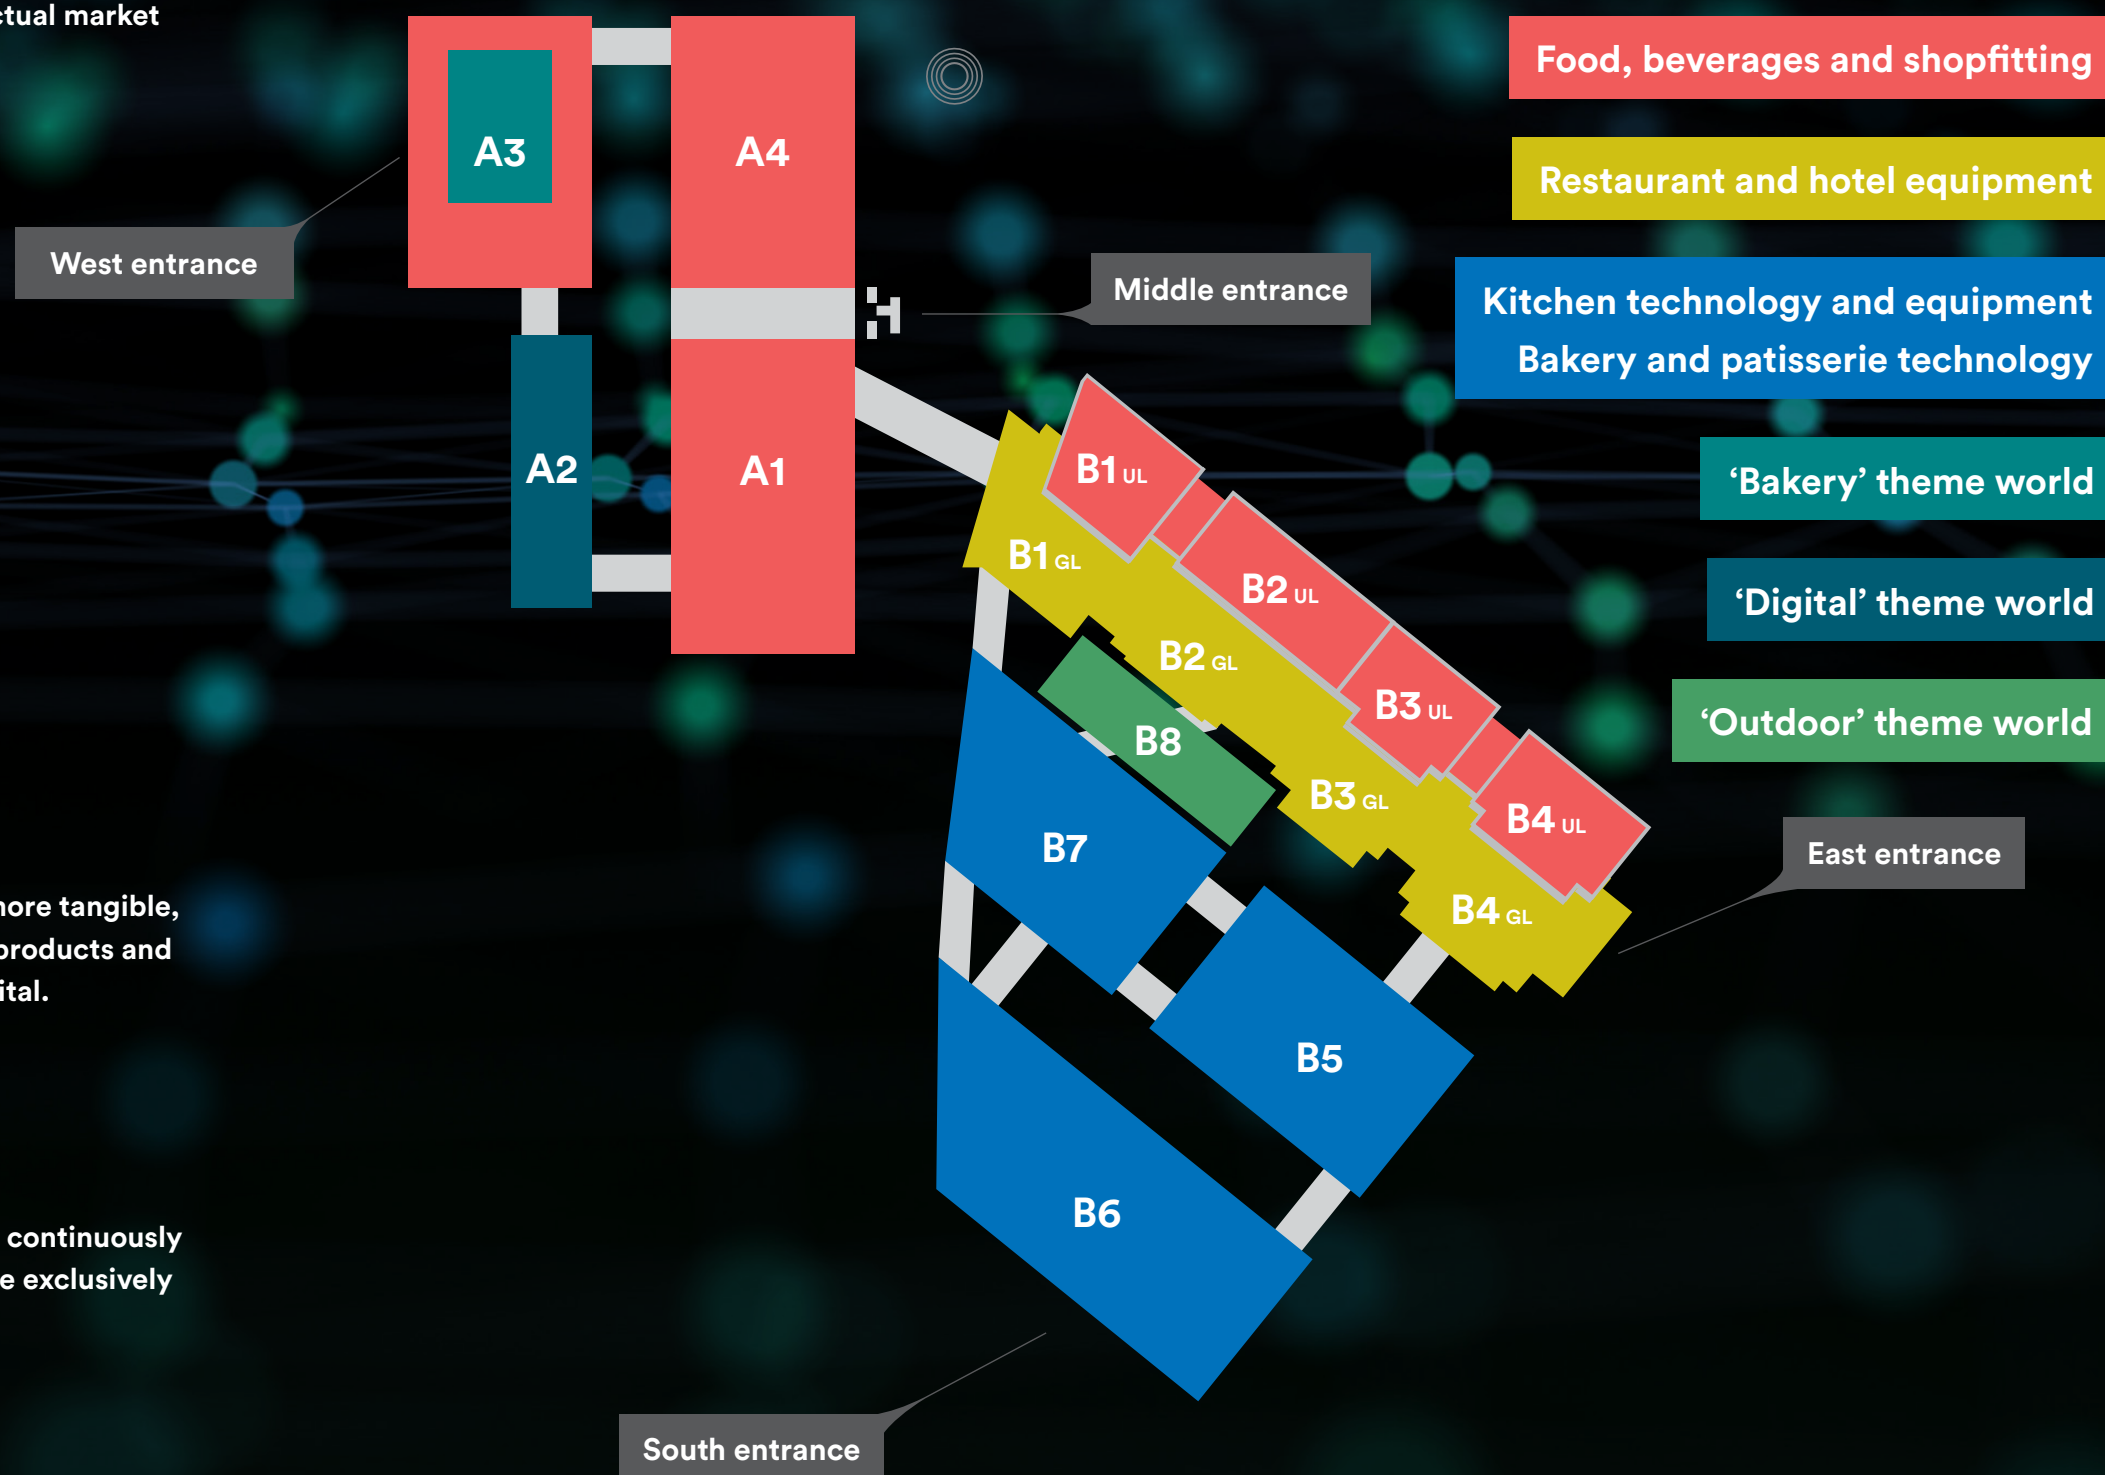 ctual market
Food, beverages and shopfitting
A3
A4
Restaurant and hotel equipment
West entrance
Middle entrance
Kitchen technology and equipment
Bakery and patisserie technology
A2
A1
B1 UL
'Bakery' theme world
B1 GL
B2 UL
'Digital' theme world
B2 GL
B3 UL
'Outdoor' theme world
B8
B3 GL
B4 UL
B7
East entrance
more tangible,
products and
ital.
B4 GL
B5
B6
continuously
e exclusively
South entrance